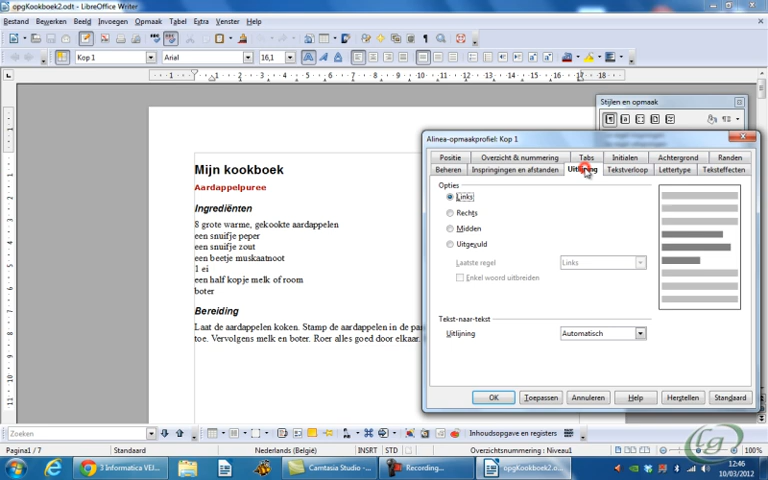 opgKookboek2.odt - LibreOffice Writer
Bestand Bewerken Beeld Invoegen Opmaak Tabel Extra Venster Help
Kop 1 Arial 16,1
Stijlen en opmaak
Alinea-opmaakprofiel: Kop 1
Positie Overzicht & nummering Tabs Initialen Achtergrond Randen
Beheren Inspringingen en afstanden Uitlijning Tekstverloop Lettertype Teksteffecten
Opties
Links
Rechts
Midden
Uitgevuld
Laatste regel Links
Enkel woord uitbreiden
Tekst-naar-tekst
Uitlijning Automatisch
OK Toepassen Annuleren Help Herstellen Standaard
Mijn kookboek
Aardappelpuree
Ingrediënten
8 grote warme, gekookte aardappelen
een snuifje peper
een snuifje zout
een beetje muskaatnoot
1 ei
een half kopje melk of room
boter
Bereiding
Laat de aardappelen koken. Stamp de aardappelen in de
toe. Vervolgens melk en boter. Roer alles goed door elkaar.
Zoeken Inhoudsopgave en registers
Pagina1 / 7 Standaard Nederlands (België) INSRT STD Overzichtsnummering : Niveau1 100%
3 Informatica VEI... Camtasia Studio - ... Recording... opgKookboek2.o... 12:46
10/03/2012
lg